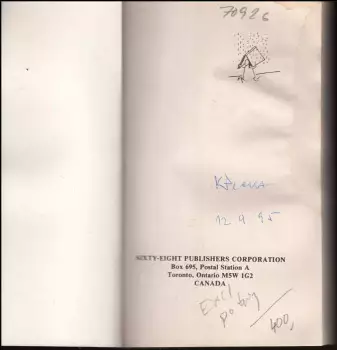 70926
12 9 95
SIXTY-EIGHT PUBLISHERS CORPORATION
Box 695, Postal Station A
Toronto, Ontario M5W 1G2
CANADA
400,